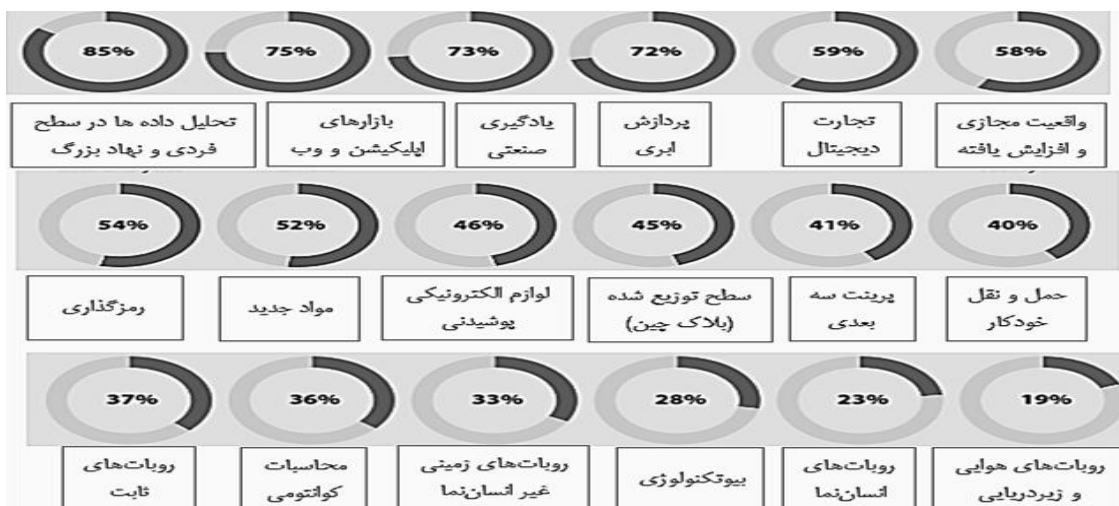 85% 75% 73% 72% 59% 58%
تحلیل داده ها در سطح
فردی و نهاد بزرگ
بازارهای
اپلیکیشن و وب
یادگیری
صنعتی
پردازش
ابری
تجارت
دیجیتال
واقعیت مجازی
و افزایش یافته
54% 52% 46% 45% 41% 40%
رمزگذاری
مواد جدید
لوازم الکترونیکی
پوشیدنی
سطح توزیع شده
(بلاک چین)
پرینت سه
بعدی
حمل و نقل
خودکار
37% 36% 33% 28% 23% 19%
روبات‌های
ثابت
محاسبات
کوانتومی
روبات‌های زمینی
غیر انسان‌نما
بیوتکنولوژی
روبات‌های
انسان‌نما
روبات‌های هوایی
و زیردریایی